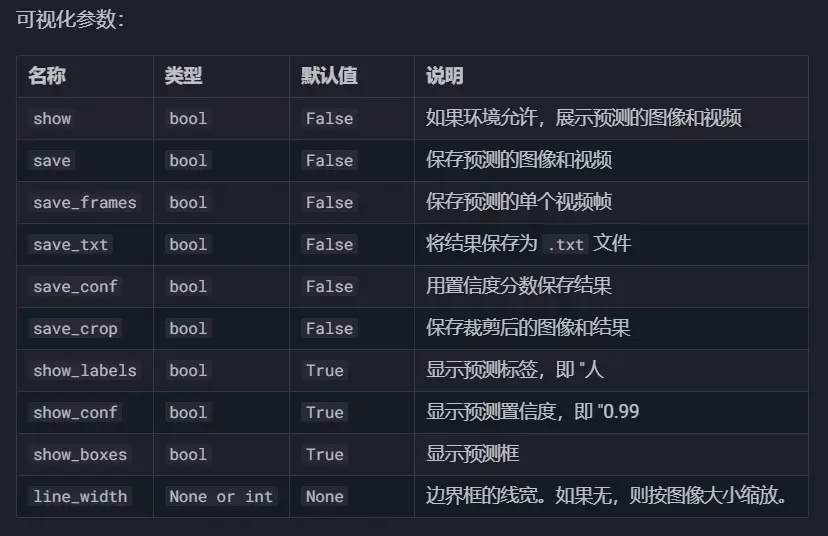 可视化参数：
名称 类型 默认值 说明
show bool False 如果环境允许，展示预测的图像和视频
save bool False 保存预测的图像和视频
save_frames bool False 保存预测的单个视频帧
save_txt bool False 将结果保存为 .txt 文件
save_conf bool False 用置信度分数保存结果
save_crop bool False 保存裁剪后的图像和结果
show_labels bool True 显示预测标签，即 "人
show_conf bool True 显示预测置信度，即 "0.99
show_boxes bool True 显示预测框
line_width None or int None 边界框的线宽。如果无，则按图像大小缩放。